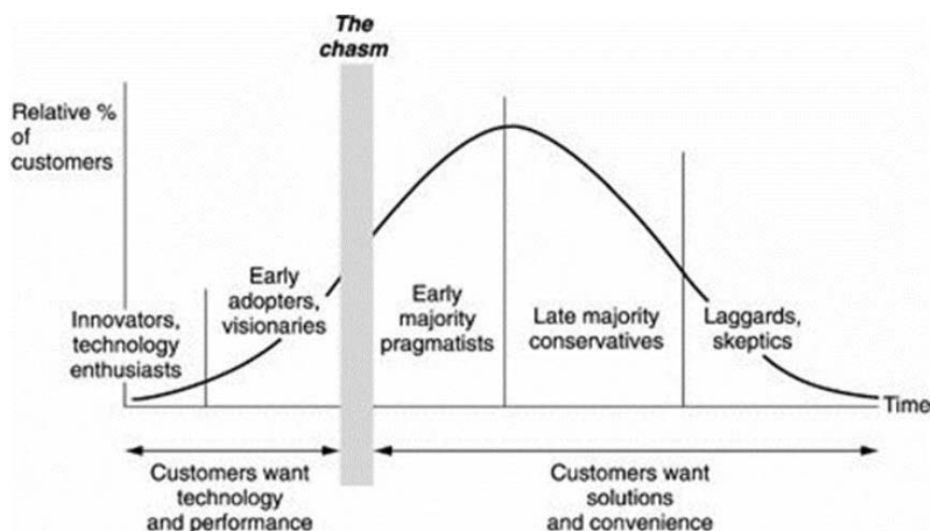 The
chasm
Relative %
of
customers
Innovators,
technology
enthusiasts
Early
adopters,
visionaries
Early
majority
pragmatists
Late majority
conservatives
Laggards,
skeptics
Time
Customers want
technology
and performance
Customers want
solutions
and convenience